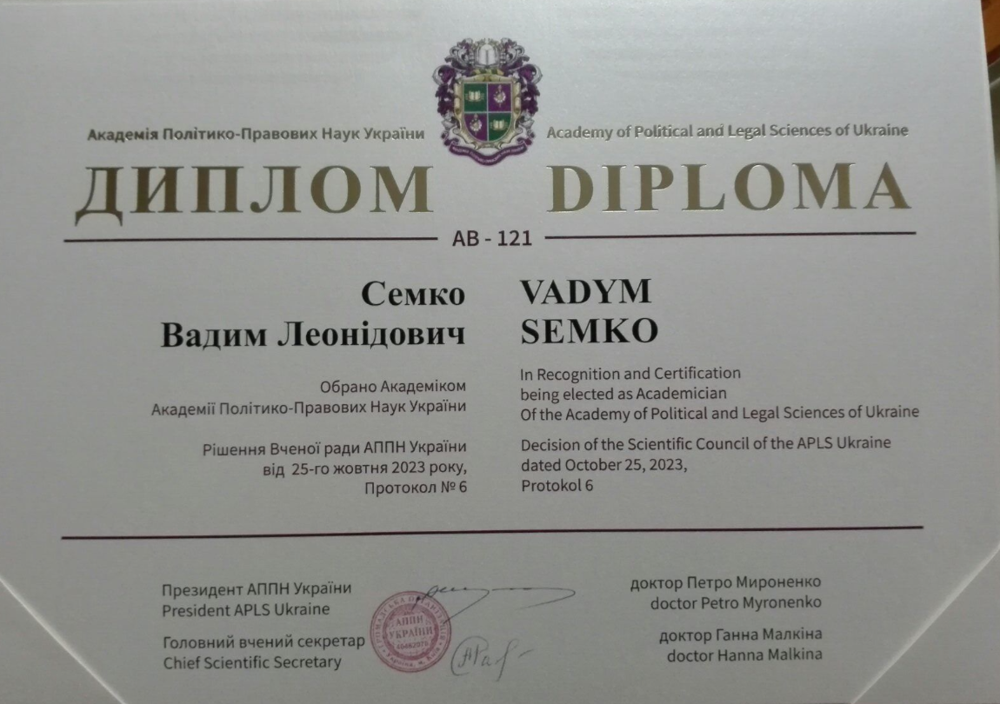 Академія Політико-Правових Наук України
Academy of Political and Legal Sciences of Ukraine
ДИПЛОМ
DIPLOMA
АВ - 121
Семко
Вадим Леонідович
VADYM
SEMKO
Обрано Академіком
Академії Політико-Правових Наук України
In Recognition and Certification
being elected as Academician
Of the Academy of Political and Legal Sciences of Ukraine
Рішення Вченої ради АППН України
від 25-го жовтня 2023 року,
Протокол № 6
Decision of the Scientific Council of the APLS Ukraine
dated October 25, 2023,
Protokol 6
Президент АППН України
President APLS Ukraine
доктор Петро Мироненко
doctor Petro Myronenko
Головний вчений секретар
Chief Scientific Secretary
доктор Ганна Малкіна
doctor Hanna Malkina
АППН
УКРАЇНИ